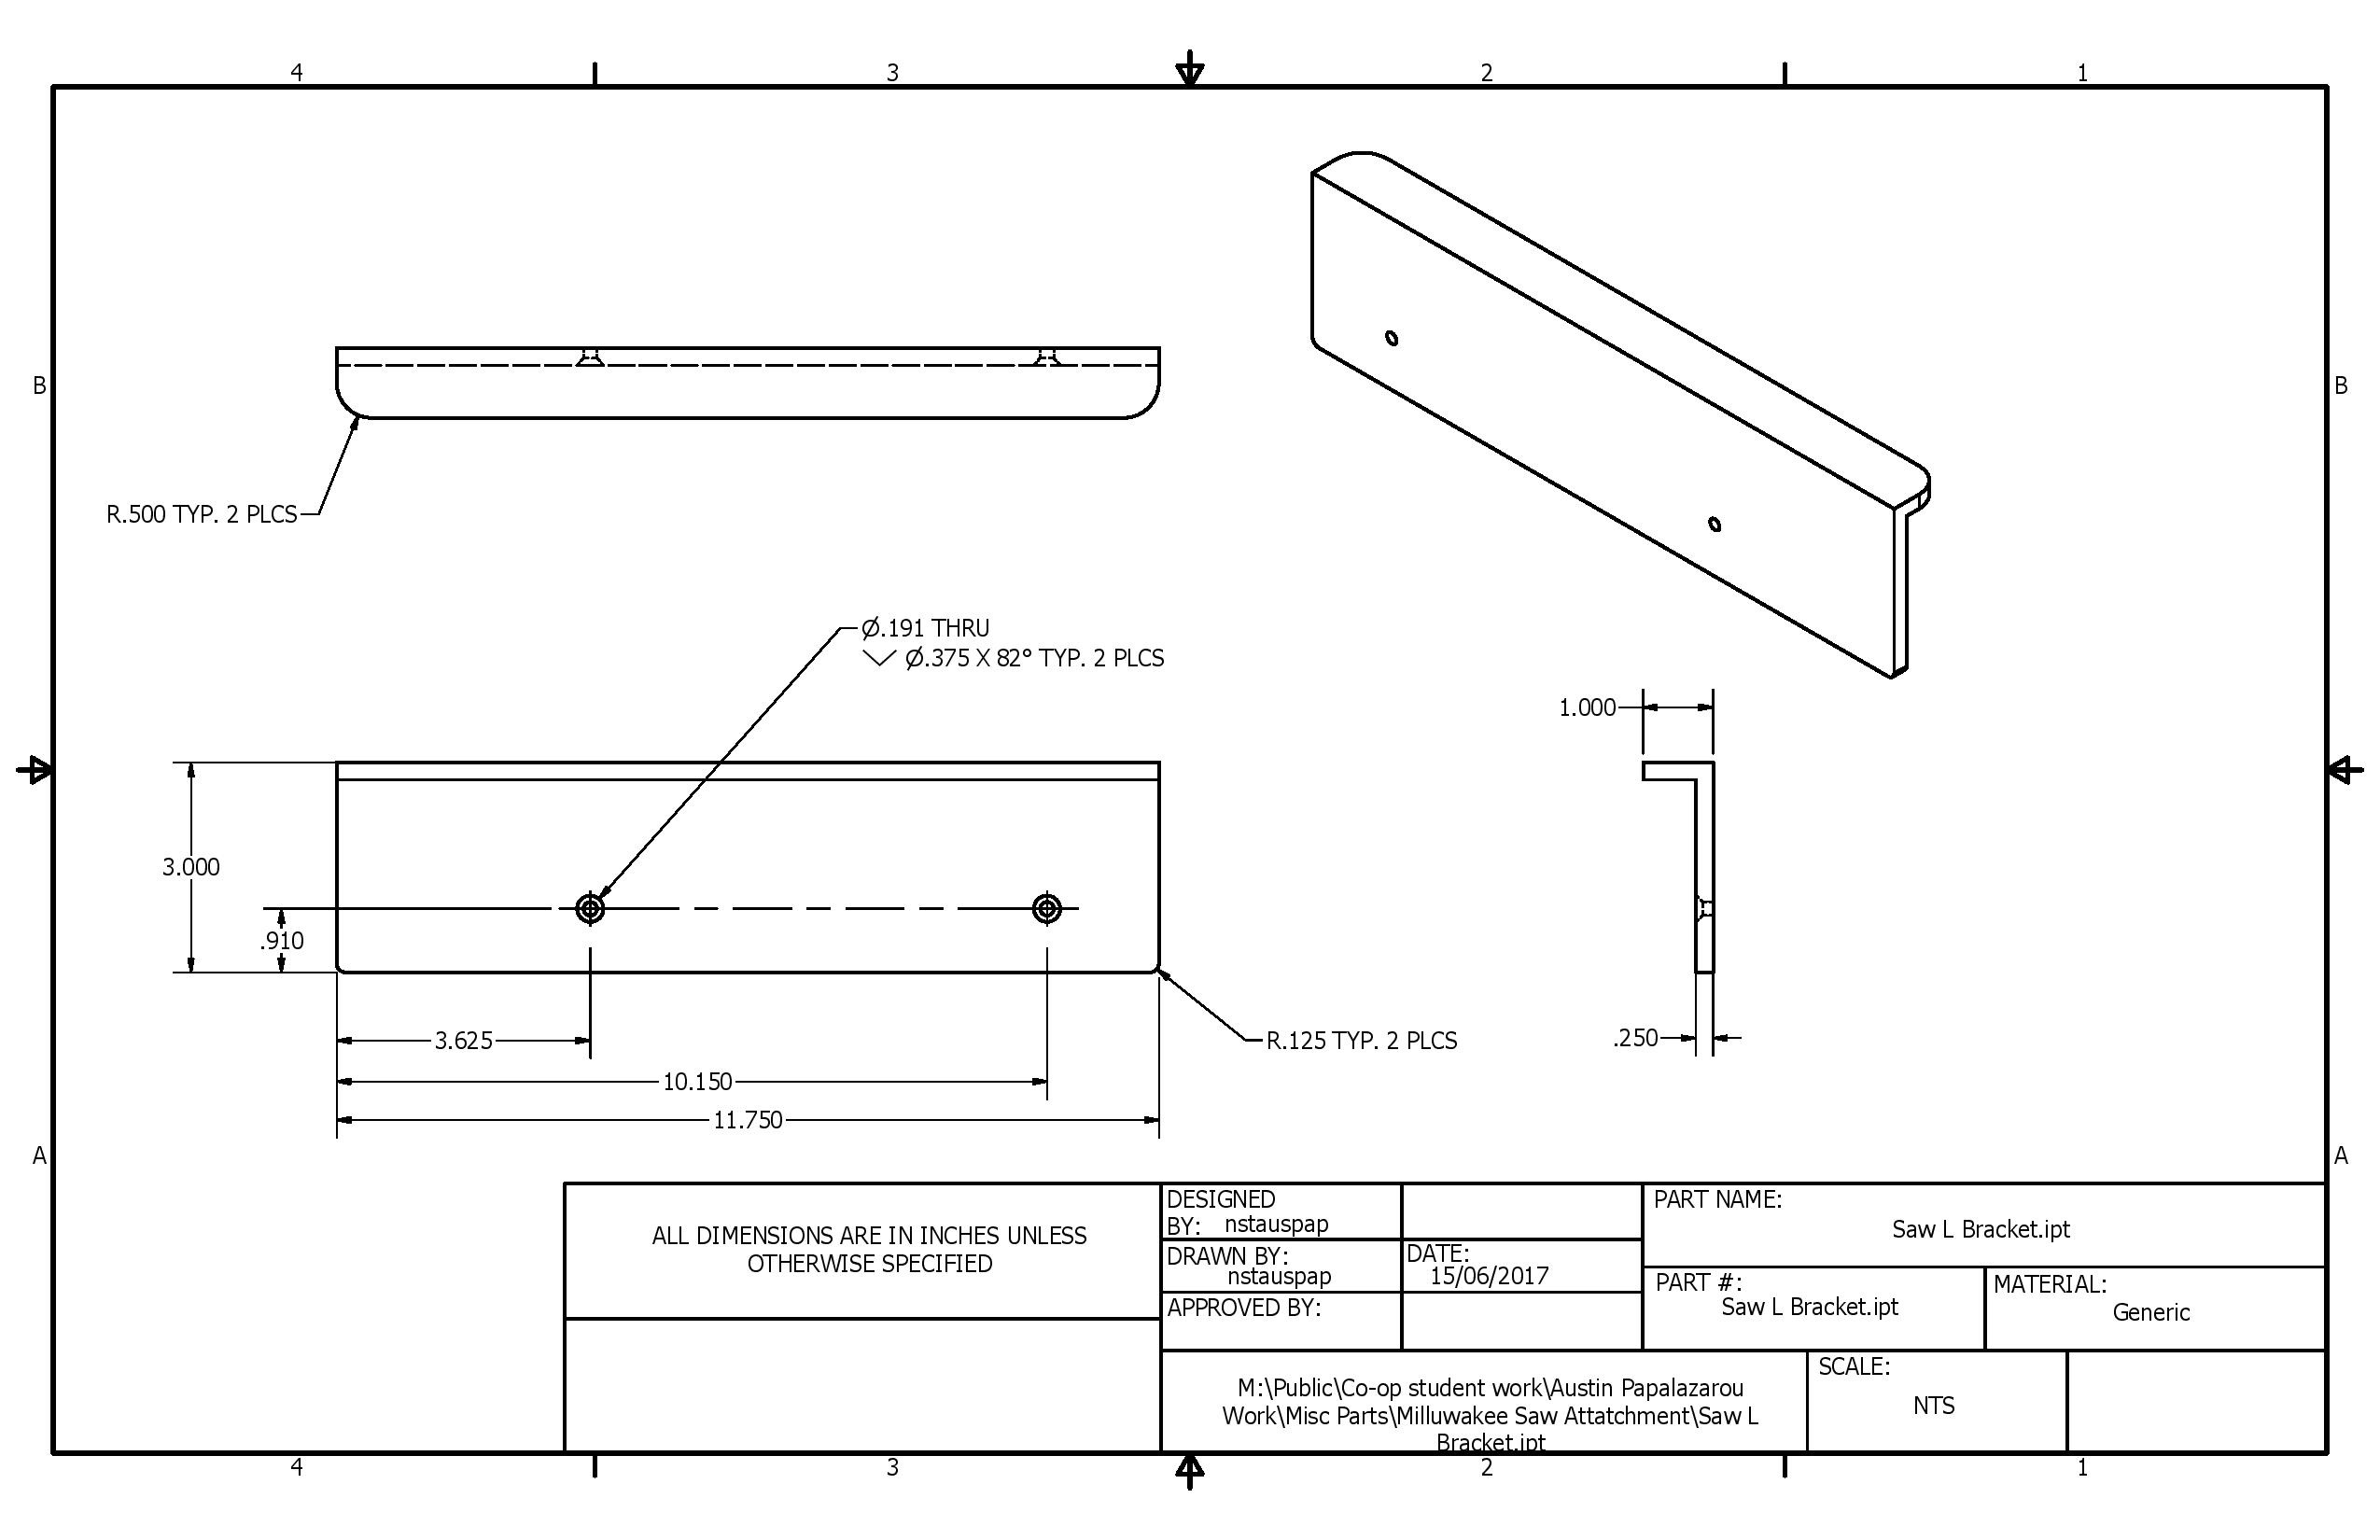 4
3
2
1
B
B
R.500 TYP. 2 PLCS
Ø.191 THRU
Ø.375 X 82° TYP. 2 PLCS
1.000
3.000
.910
3.625
R.125 TYP. 2 PLCS
.250
10.150
11.750
A
A
ALL DIMENSIONS ARE IN INCHES UNLESS
OTHERWISE SPECIFIED
DESIGNED
BY: nstauspap
DRAWN BY:
nstauspap
DATE:
15/06/2017
APPROVED BY:
PART NAME:
Saw L Bracket.ipt
PART #:
Saw L Bracket.ipt
MATERIAL:
Generic
M:\Public\Co-op student work\Austin Papalazarou
Work\Misc Parts\Milluwakee Saw Attatchment\Saw L
Bracket.ipt
SCALE:
NTS
4
3
2
1